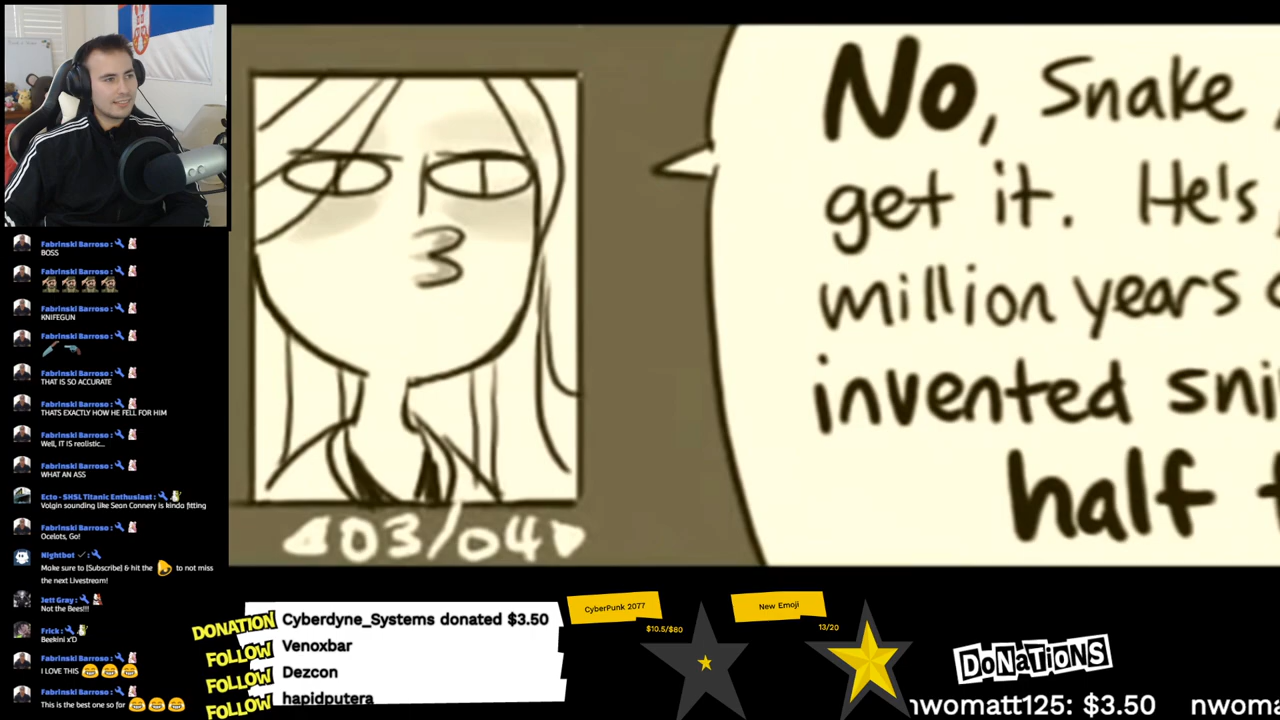 No, Snake
get it. He's
million years
invented sni
half
03/04
Fabrinski Barroso :
BOSS
Fabrinski Barroso :
Fabrinski Barroso :
KNIFEGUN
Fabrinski Barroso :
Fabrinski Barroso :
THAT IS SO ACCURATE
Fabrinski Barroso :
THATS EXACTLY HOW HE FELL FOR HIM
Fabrinski Barroso :
Well, IT IS realistic...
Fabrinski Barroso :
WHAT AN ASS
Ecto - SHSL Titanic Enthusiast :
Volgin sounding like Sean Connery is kinda fitting
Fabrinski Barroso :
Ocelots, Go!
Nightbot :
Make sure to [Subscribe] & hit the to not miss
the next Livestream!
Jett Gray :
Not the Bees!!!
Frick :
Beekini x'D
Fabrinski Barroso :
I LOVE THIS
Fabrinski Barroso :
This is the best one so far
DONATION Cyberdyne_Systems donated $3.50
FOLLOW Venoxbar
FOLLOW Dezcon
FOLLOW hapidputera
CyberPunk 2077
$10.5/$80
New Emoji
13/20
DoNaTiONS
nwomatt125: $3.50 nwoma